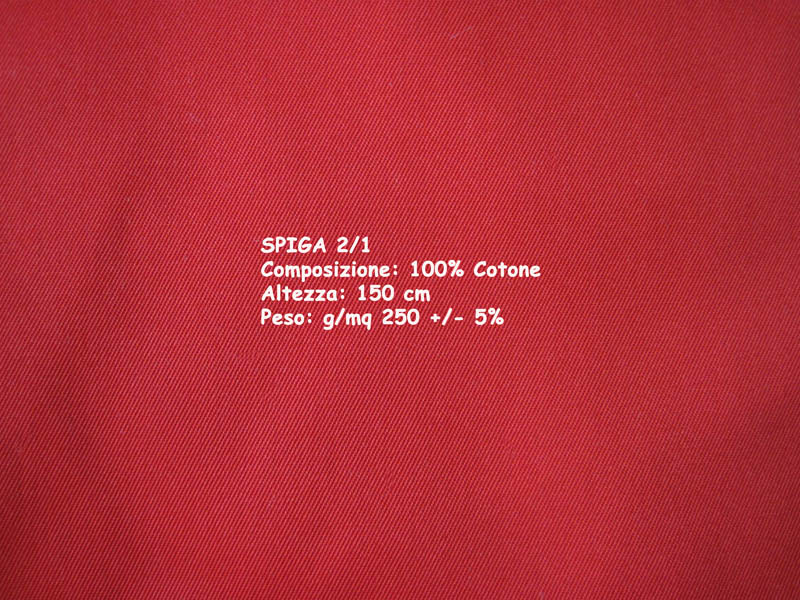 SPIGA 2/1
Composizione: 100% Cotone
Altezza: 150 cm
Peso: g/mq 250 +/- 5%